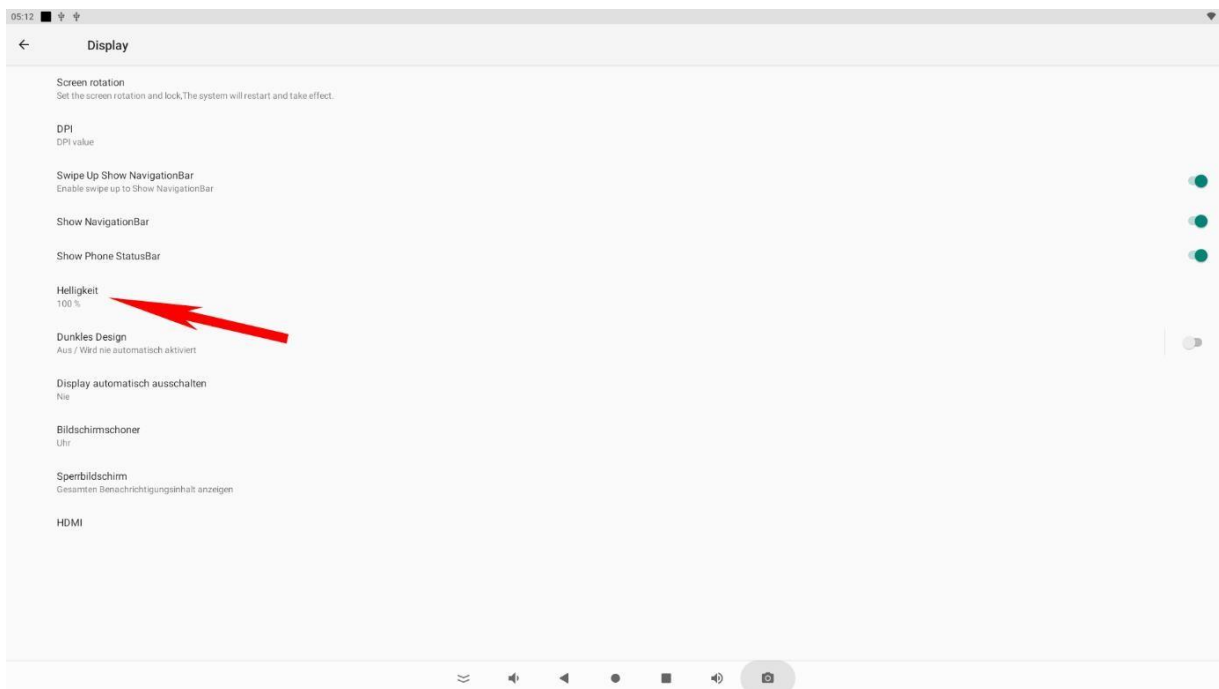 05:12
Display
Screen rotation
Set the screen rotation and lock,The system will restart and take effect.
DPI
DPI value
Swipe Up Show NavigationBar
Enable swipe up to Show NavigationBar
Show NavigationBar
Show Phone StatusBar
Helligkeit
100 %
Dunkles Design
Aus / Wird nie automatisch aktiviert
Display automatisch ausschalten
Nie
Bildschirmschoner
Uhr
Sperrbildschirm
Gesamten Benachrichtigungsinhalt anzeigen
HDMI